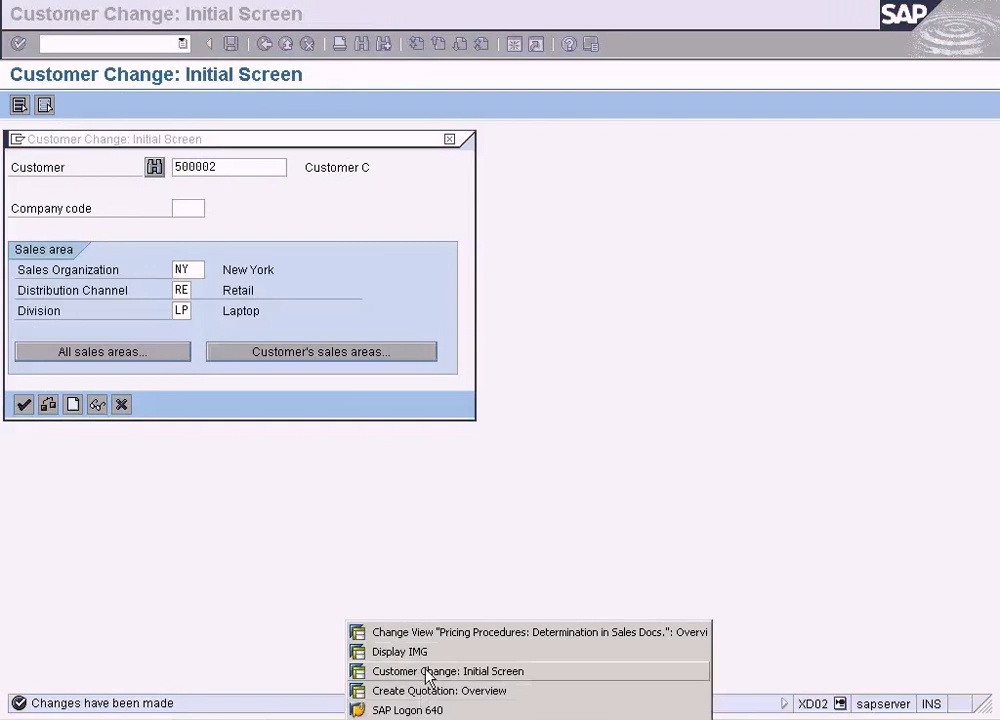 Customer Change: Initial Screen
SAP
Customer Change: Initial Screen
Customer Change: Initial Screen
Customer 500002 Customer C
Company code
Sales area
Sales Organization NY New York
Distribution Channel RE Retail
Division LP Laptop
All sales areas... Customer's sales areas...
Change View "Pricing Procedures: Determination in Sales Docs.": Overvi
Display IMG
Customer Change: Initial Screen
Create Quotation: Overview
SAP Logon 640
Changes have been made XD02 sapserver INS